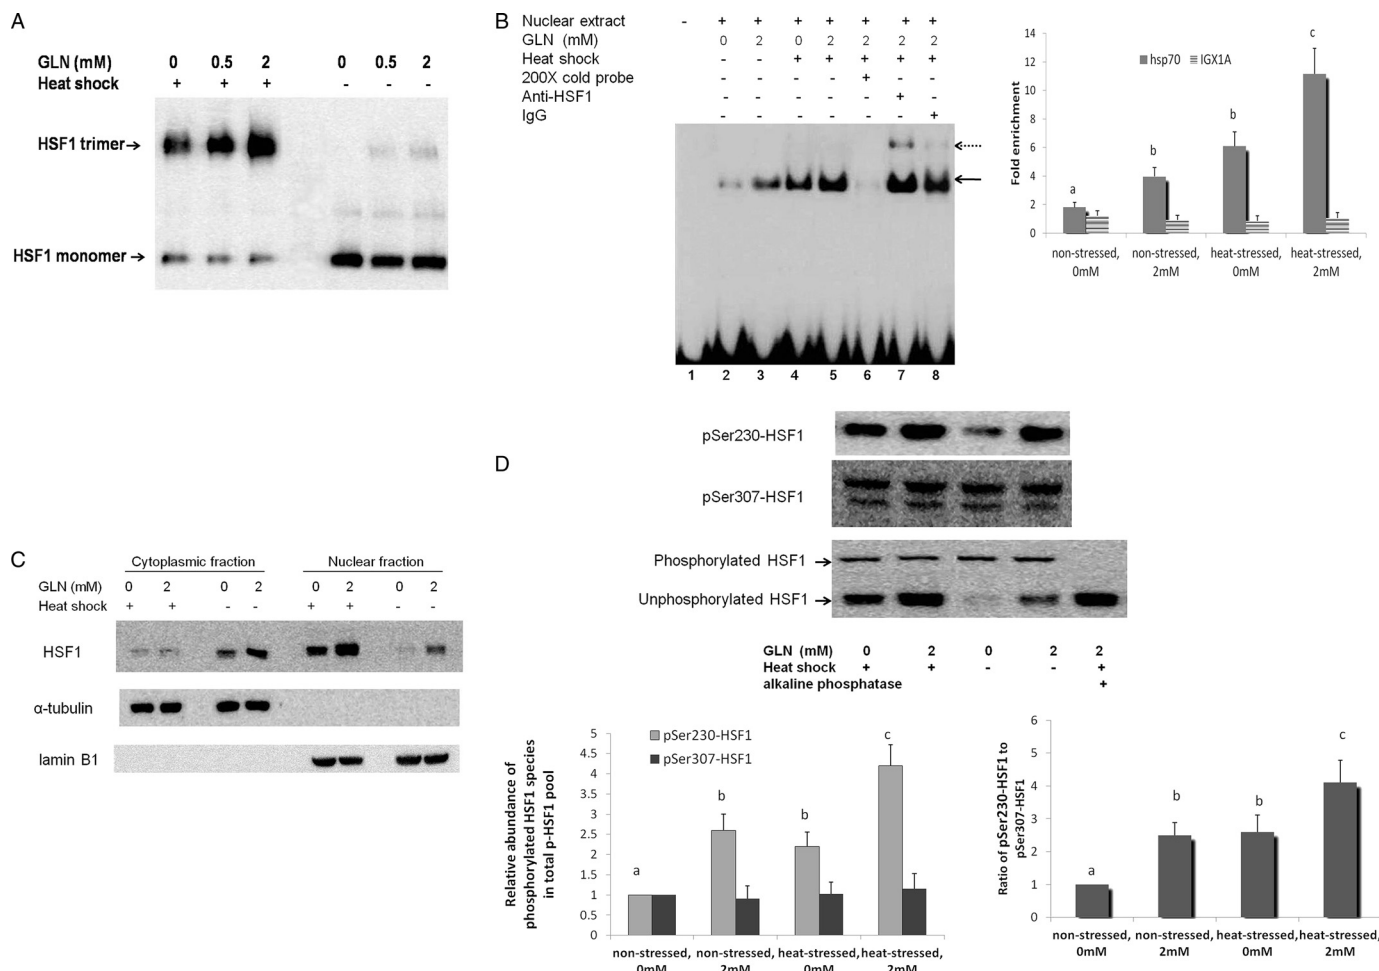 A
GLN (mM) 0 0.5 2 0 0.5 2
Heat shock + + + - - -
HSF1 trimer
HSF1 monomer
B
Nuclear extract - + + + + + + +
GLN (mM) 0 2 0 2 2 2 2
Heat shock - - + + + + +
200X cold probe - - - - + - -
Anti-HSF1 - - - - - + -
IgG - - - - - - +
1 2 3 4 5 6 7 8
Fold enrichment
14
12
10
8
6
4
2
0
hsp70 IGX1A
a b b c
non-stressed, non-stressed, heat-stressed, heat-stressed,
0mM 2mM 0mM 2mM
C
Cytoplasmic fraction Nuclear fraction
GLN (mM) 0 2 0 2 0 2 0 2
Heat shock + + - - + + - -
HSF1
α-tubulin
lamin B1
D
pSer230-HSF1
pSer307-HSF1
Phosphorylated HSF1
Unphosphorylated HSF1
GLN (mM) 0 2 0 2 2
Heat shock + + - - +
alkaline phosphatase +
Relative abundance of
phosphorylated HSF1 species
in total p-HSF1 pool
5
4.5
4
3.5
3
2.5
2
1.5
1
0.5
0
pSer230-HSF1
pSer307-HSF1
a b b c
non-stressed, non-stressed, heat-stressed, heat-stressed,
0mM 2mM 0mM 2mM
Ratio of pSer230-HSF1 to
pSer307-HSF1
6
5
4
3
2
1
0
a b b c
non-stressed, non-stressed, heat-stressed, heat-stressed,
0mM 2mM 0mM 2mM